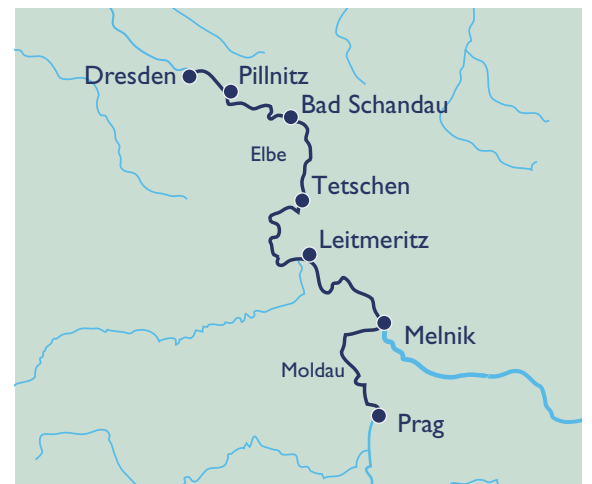 Dresden
Pillnitz
Bad Schandau
Elbe
Tetschen
Leitmeritz
Melnik
Moldau
Prag